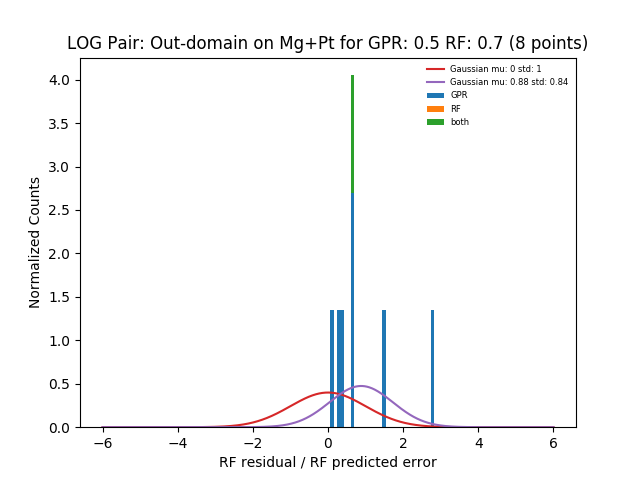 LOG Pair: Out-domain on Mg+Pt for GPR: 0.5 RF: 0.7 (8 points)
Gaussian mu: 0 std: 1
Gaussian mu: 0.88 std: 0.84
GPR
RF
both
Normalized Counts
4.0
3.5
3.0
2.5
2.0
1.5
1.0
0.5
0.0
−6 −4 −2 0 2 4 6
RF residual / RF predicted error